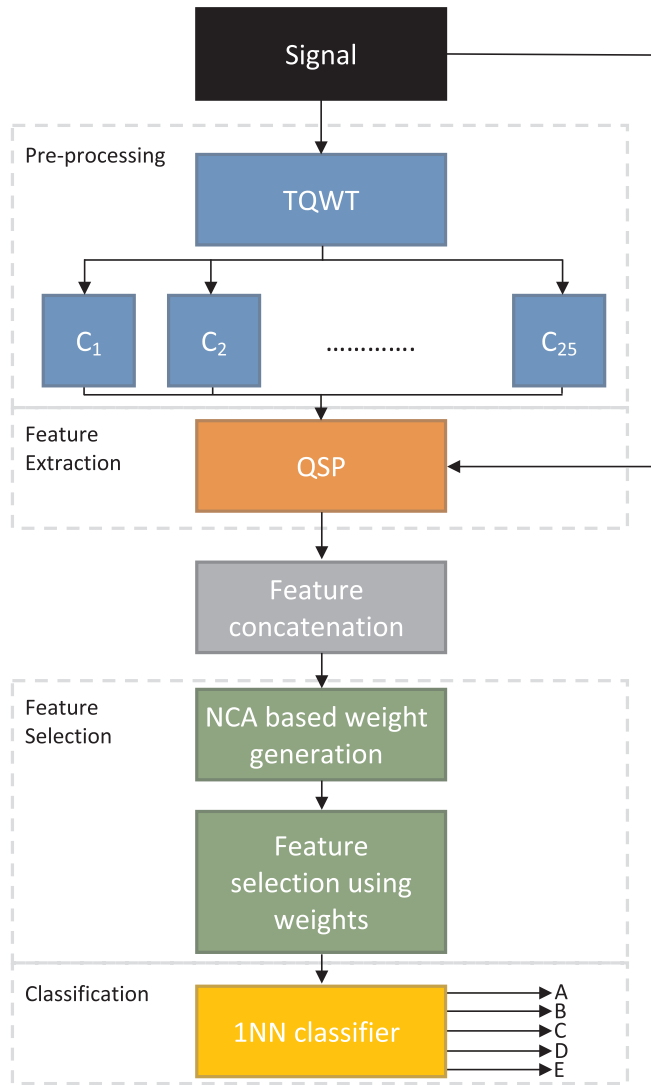 Signal
Pre-processing
TQWT
C₁
C₂
.............
C₂₅
Feature
Extraction
QSP
Feature
concatenation
Feature
Selection
NCA based weight
generation
Feature
selection using
weights
Classification
1NN classifier
A
B
C
D
E